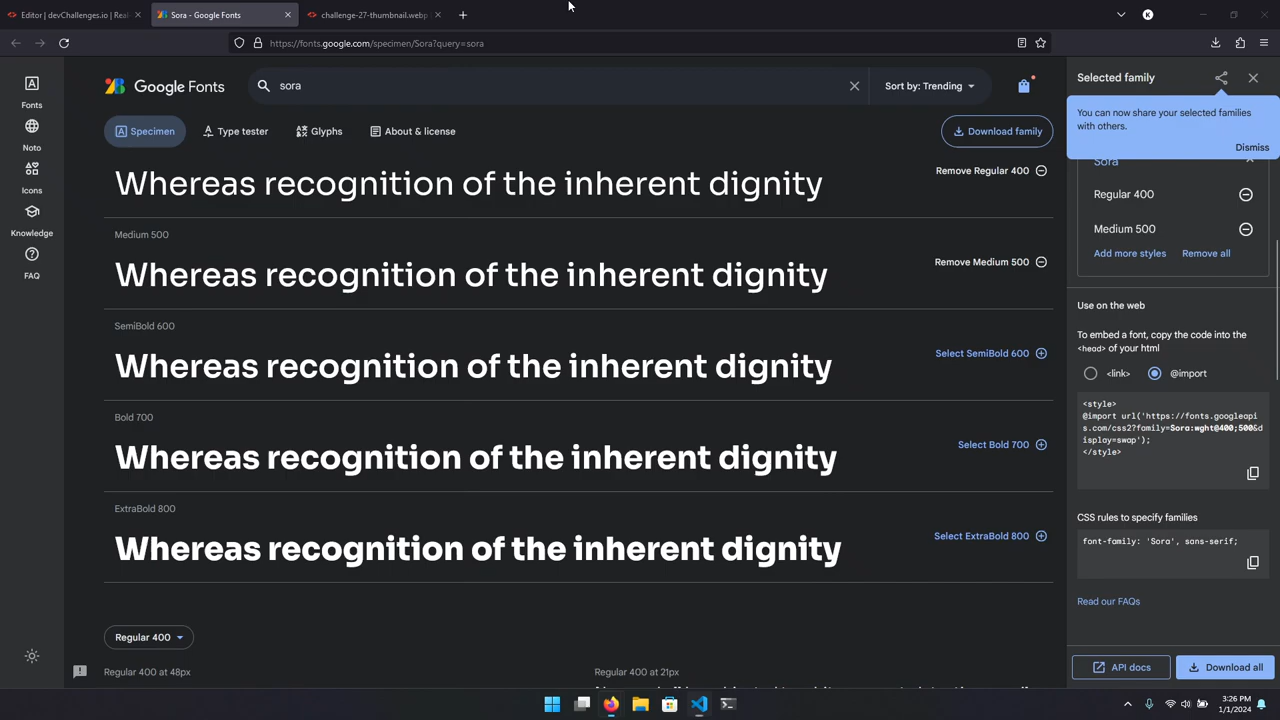 Editor | devChallenges.io | Real
Sora - Google Fonts
challenge-27-thumbnail.webp
https://fonts.google.com/specimen/Sora?query=sora
Fonts
Noto
Icons
Knowledge
FAQ
Google Fonts
sora
Sort by: Trending
Specimen
Type tester
Glyphs
About & license
Download family
Whereas recognition of the inherent dignity
Remove Regular 400
Medium 500
Whereas recognition of the inherent dignity
Remove Medium 500
SemiBold 600
Whereas recognition of the inherent dignity
Select SemiBold 600
Bold 700
Whereas recognition of the inherent dignity
Select Bold 700
ExtraBold 800
Whereas recognition of the inherent dignity
Select ExtraBold 800
Regular 400
Regular 400 at 48px
Regular 400 at 21px
Selected family
You can now share your selected families
with others.
Dismiss
Sora
Regular 400
Medium 500
Add more styles
Remove all
Use on the web
To embed a font, copy the code into the
<head> of your html
<link>
@import
<style>
@import url('https://fonts.googleapi
s.com/css2?family=Sora:wght@400;500&d
isplay=swap');
</style>
CSS rules to specify families
font-family: 'Sora', sans-serif;
Read our FAQs
API docs
Download all
3:26 PM
1/1/2024